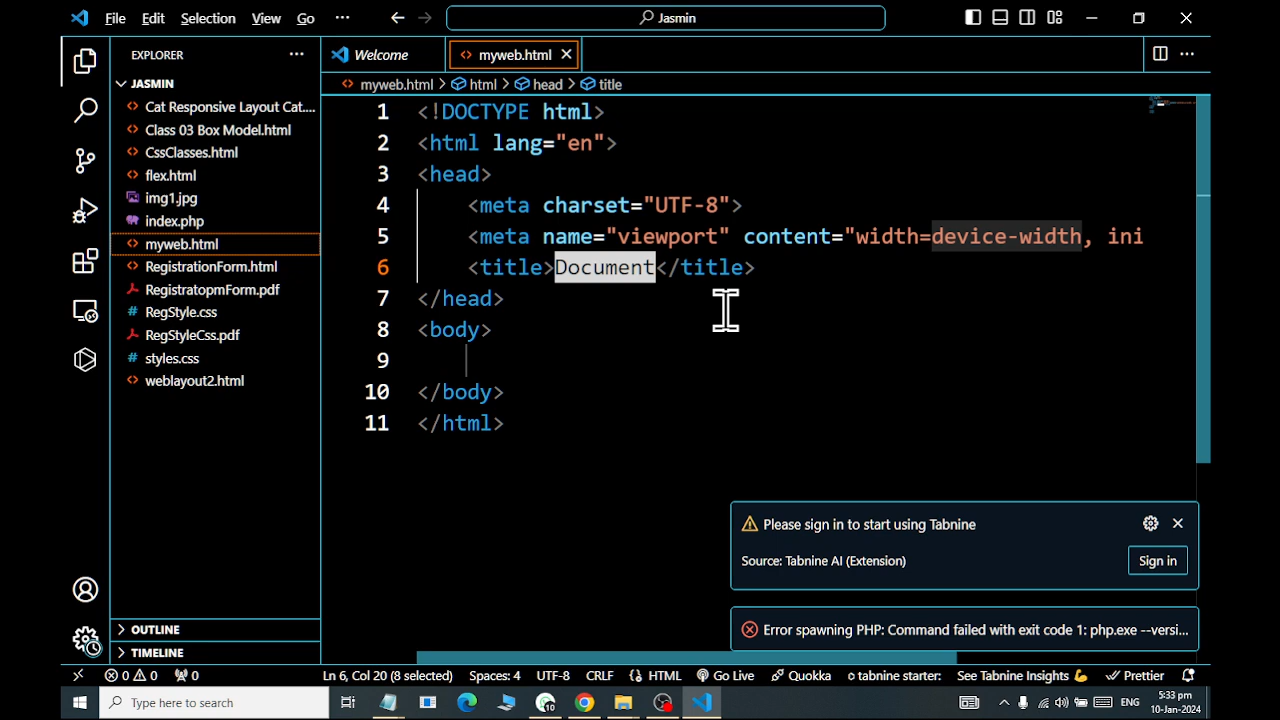 File Edit Selection View Go ··· Jasmin
EXPLORER ···
Welcome myweb.html
JASMIN
myweb.html > html > head > title
Cat Responsive Layout Cat....
Class 03 Box Model.html
CssClasses.html
flex.html
img1.jpg
index.php
myweb.html
RegistrationForm.html
RegistratopmForm.pdf
RegStyle.css
RegStyleCss.pdf
styles.css
weblayout2.html
OUTLINE
TIMELINE
1 <!DOCTYPE html>
2 <html lang="en">
3 <head>
4 <meta charset="UTF-8">
5 <meta name="viewport" content="width=device-width, ini
6 <title>Document</title>
7 </head>
8 <body>
9
10 </body>
11 </html>
Please sign in to start using Tabnine
Source: Tabnine AI (Extension) Sign in
Error spawning PHP: Command failed with exit code 1: php.exe --versi...
0 0 0 Ln 6, Col 20 (8 selected) Spaces: 4 UTF-8 CRLF {} HTML Go Live Quokka tabnine starter: See Tabnine Insights Prettier
Type here to search 10 ENG 5:33 pm
10-Jan-2024